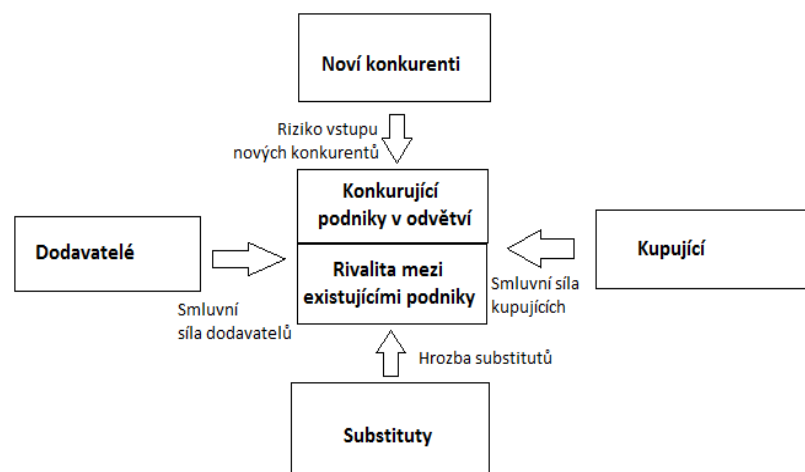 Noví konkurenti
Riziko vstupu
nových konkurentů
Konkurující
podniky v odvětví
Dodavatelé
Kupující
Rivalita mezi
existujícími podniky
Smluvní síla
kupujících
Smluvní
síla dodavatelů
Hrozba substitutů
Substituty